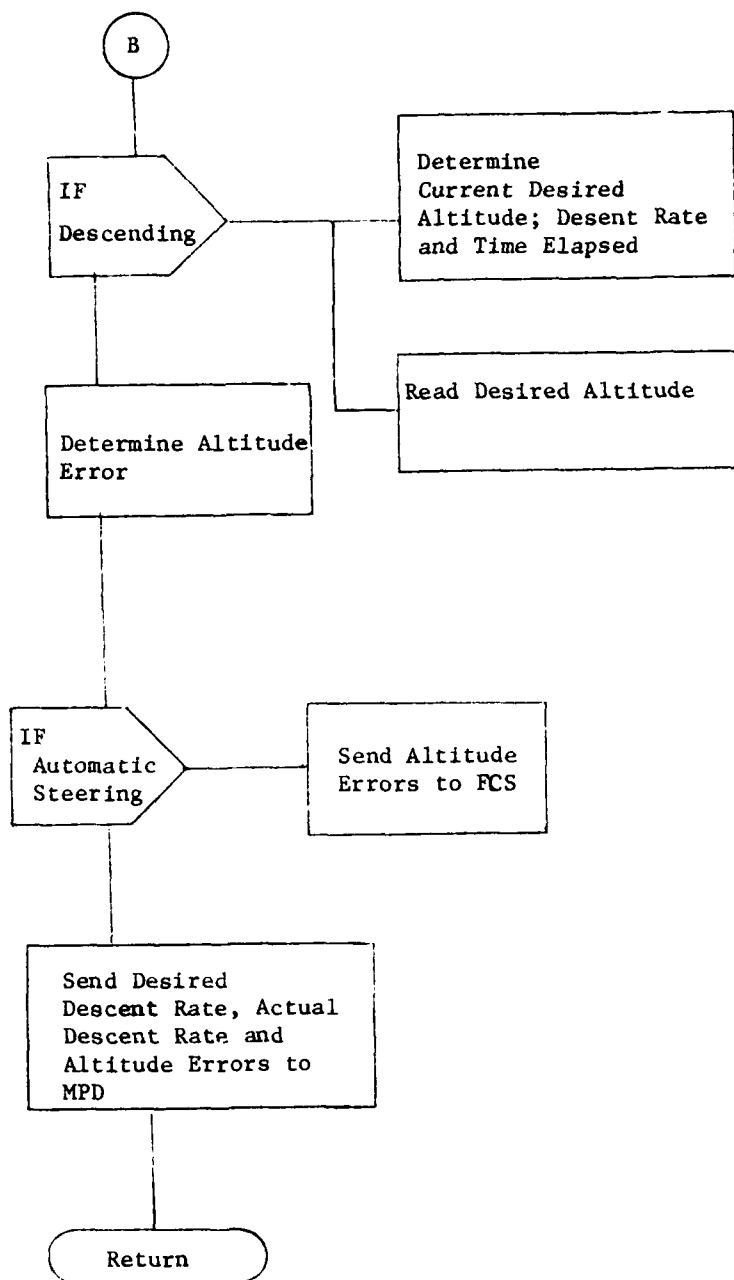 B
IF
Descending
Determine
Current Desired
Altitude; Desent Rate
and Time Elapsed
Read Desired Altitude
Determine Altitude
Error
IF
Automatic
Steering
Send Altitude
Errors to FCS
Send Desired
Descent Rate, Actual
Descent Rate and
Altitude Errors to
MPD
Return